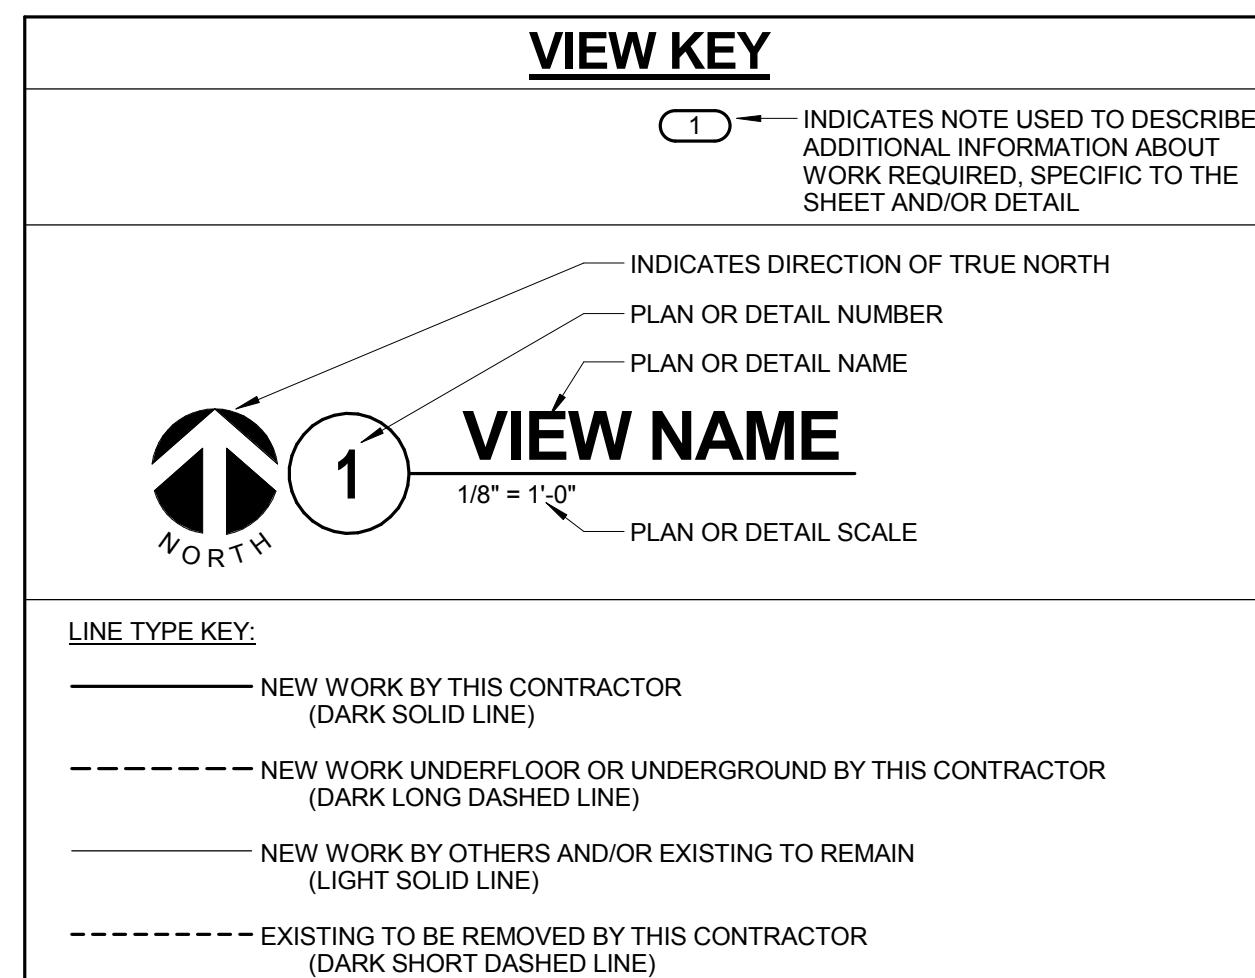 VIEW KEY
1
INDICATES NOTE USED TO DESCRIBE
ADDITIONAL INFORMATION ABOUT
WORK REQUIRED, SPECIFIC TO THE
SHEET AND/OR DETAIL
INDICATES DIRECTION OF TRUE NORTH
PLAN OR DETAIL NUMBER
PLAN OR DETAIL NAME
NORTH
1
VIEW NAME
1/8" = 1'-0"
PLAN OR DETAIL SCALE
LINE TYPE KEY:
NEW WORK BY THIS CONTRACTOR
(DARK SOLID LINE)
NEW WORK UNDERFLOOR OR UNDERGROUND BY THIS CONTRACTOR
(DARK LONG DASHED LINE)
NEW WORK BY OTHERS AND/OR EXISTING TO REMAIN
(LIGHT SOLID LINE)
EXISTING TO BE REMOVED BY THIS CONTRACTOR
(DARK SHORT DASHED LINE)